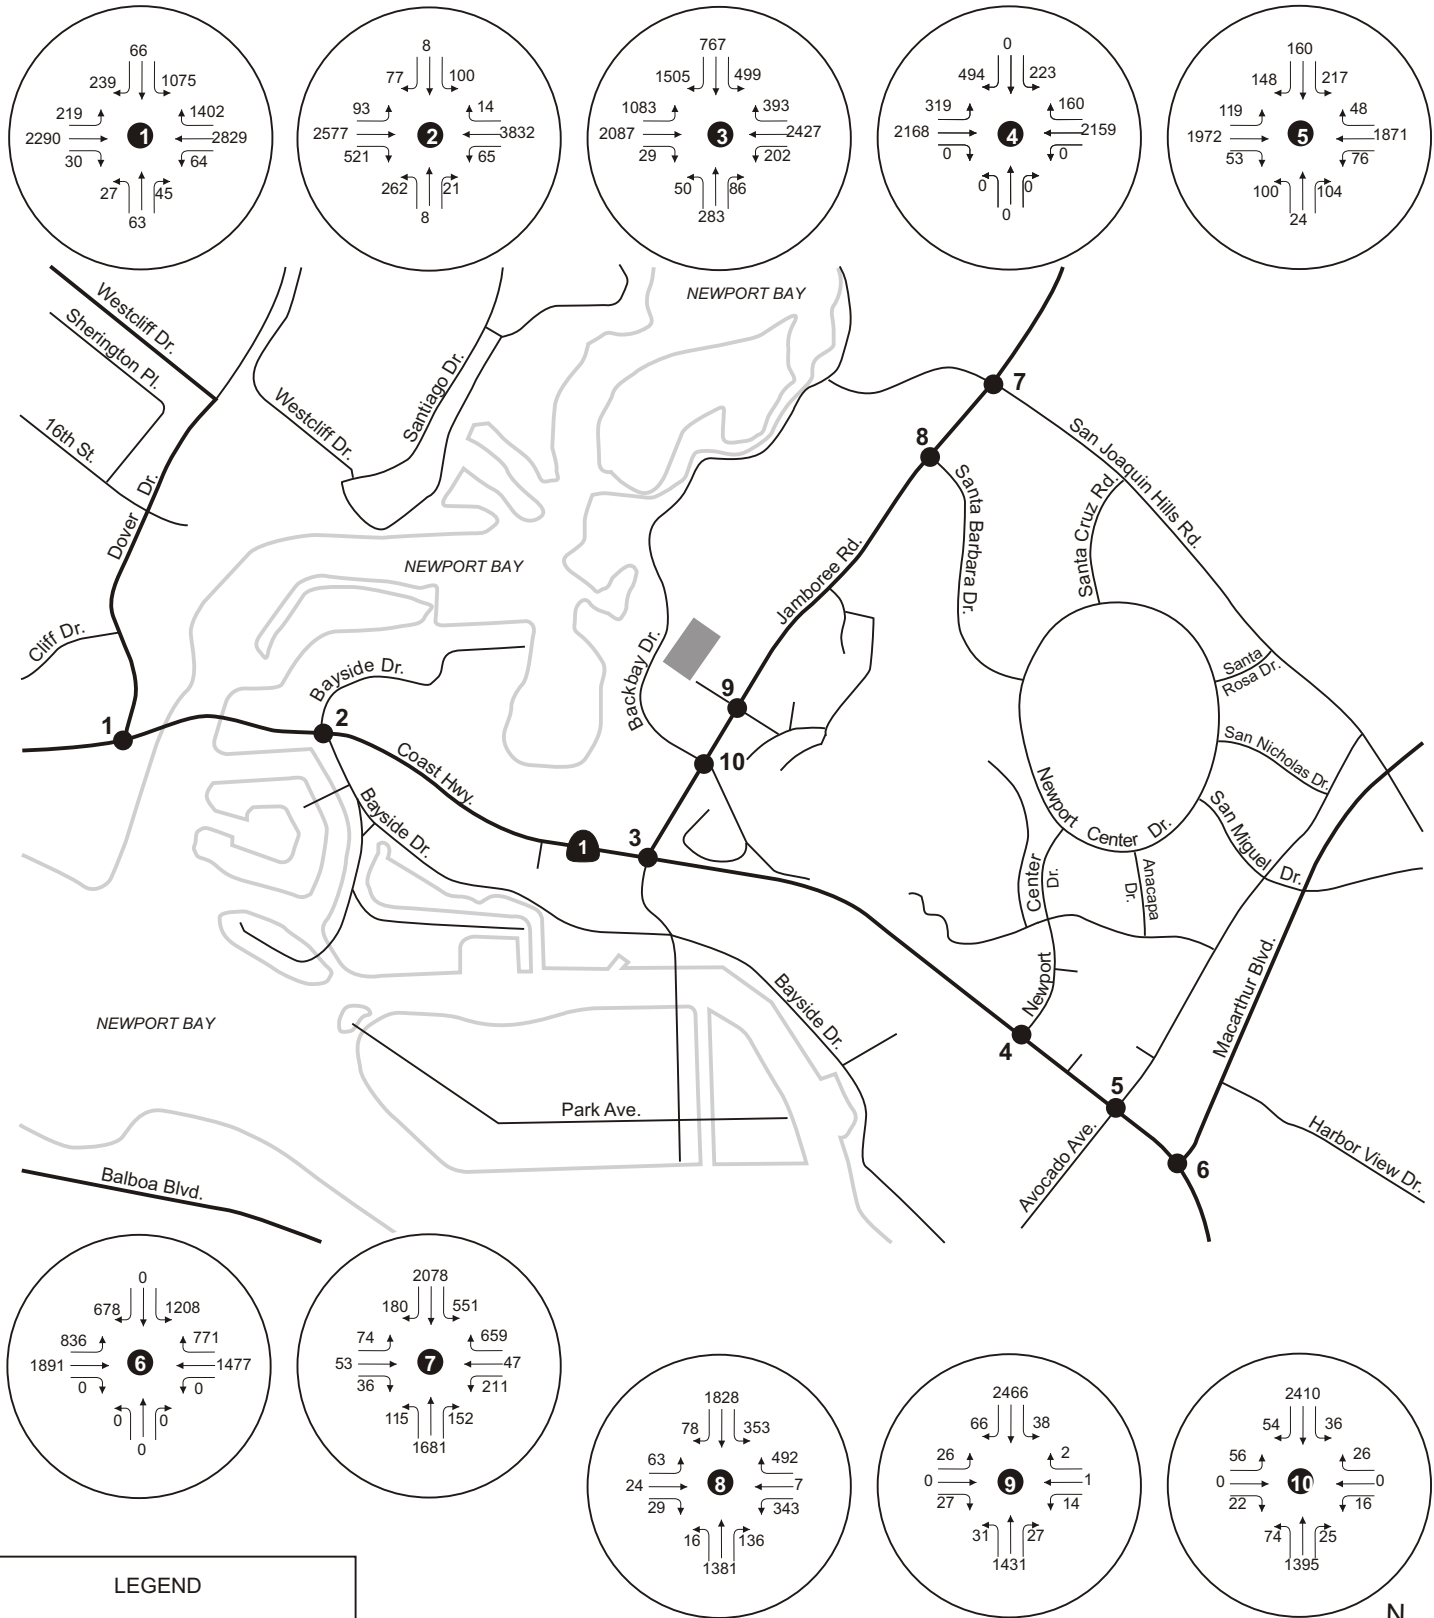 66
239 1075
219 1402
2290 1 2829
30 64
27 45
63
8
77 100
93 14
2577 2 3832
521 65
262 21
8
767
1505 499
1083 393
2087 3 2427
29 202
50 86
283
0
494 223
319 160
2168 4 2159
0 0
0 0
0
160
148 217
119 48
1972 5 1871
53 76
100 104
24
NEWPORT BAY
Westcliff Dr.
Sherington Pl.
16th St.
Dover Dr.
Cliff Dr.
Westcliff Dr.
Santiago Dr.
7
8
San Joaquin Hills Rd.
Santa Cruz Rd.
Santa Barbara Dr.
Jamboree Rd.
NEWPORT BAY
Backbay Dr.
Bayside Dr.
Santa
Rosa Dr.
9
1
2
10
San Nicholas Dr.
Coast Hwy.
Bayside Dr.
1
3
Newport Center Dr.
San Miguel Dr.
Center
Dr.
Anacapa
Dr.
Newport
Macarthur Blvd.
Bayside Dr.
NEWPORT BAY
4
5
Park Ave.
Avocado Ave.
6
Harbor View Dr.
Balboa Blvd.
0
678 1208
836 771
1891 6 1477
0 0
0 0
0
2078
180 551
74 659
53 7 47
36 211
115 152
1681
1828
78 353
63 492
24 8 7
29 343
16 136
1381
2466
66 38
26 2
0 9 1
27 14
31 27
1431
2410
54 36
56 26
0 10 0
22 16
74 25
1395
LEGEND
N